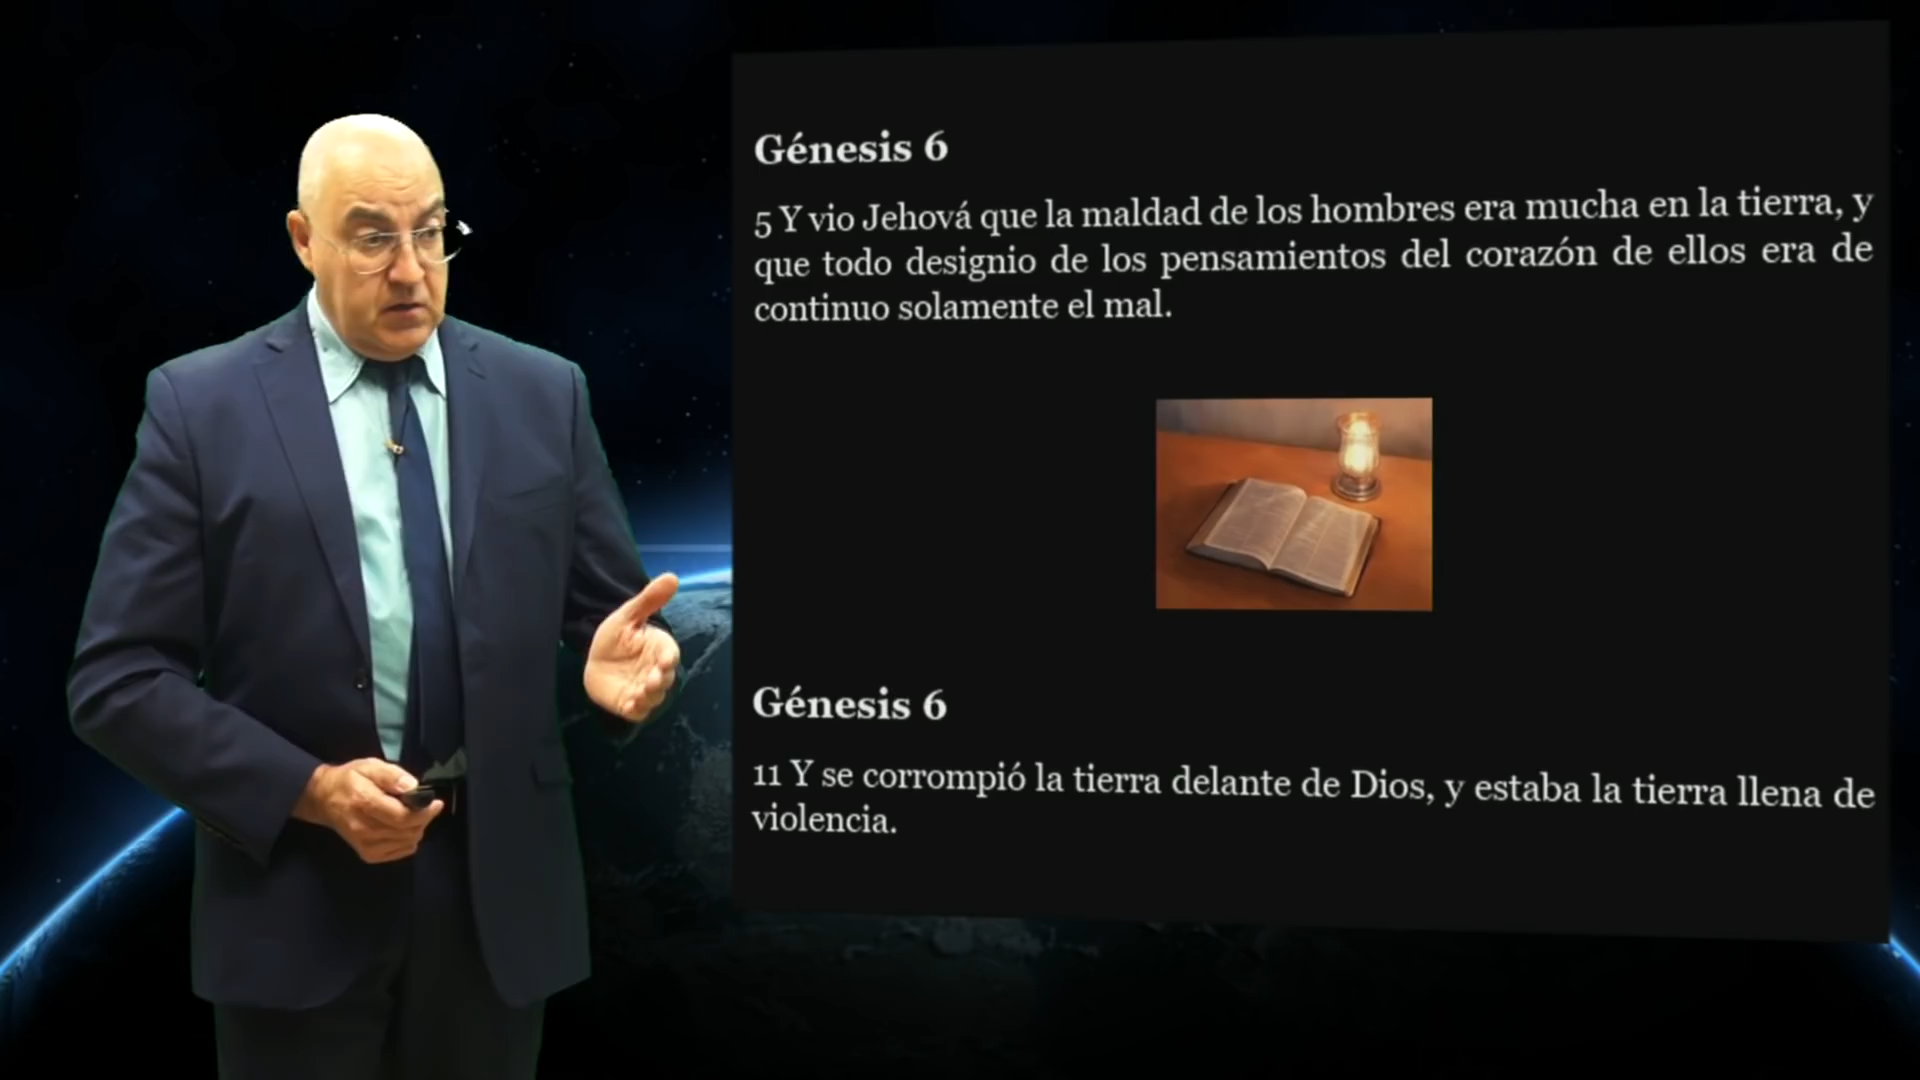 Génesis 6
5 Y vio Jehová que la maldad de los hombres era mucha en la tierra, y
que todo designio de los pensamientos del corazón de ellos era de
continuo solamente el mal.
Génesis 6
11 Y se corrompió la tierra delante de Dios, y estaba la tierra llena de
violencia.